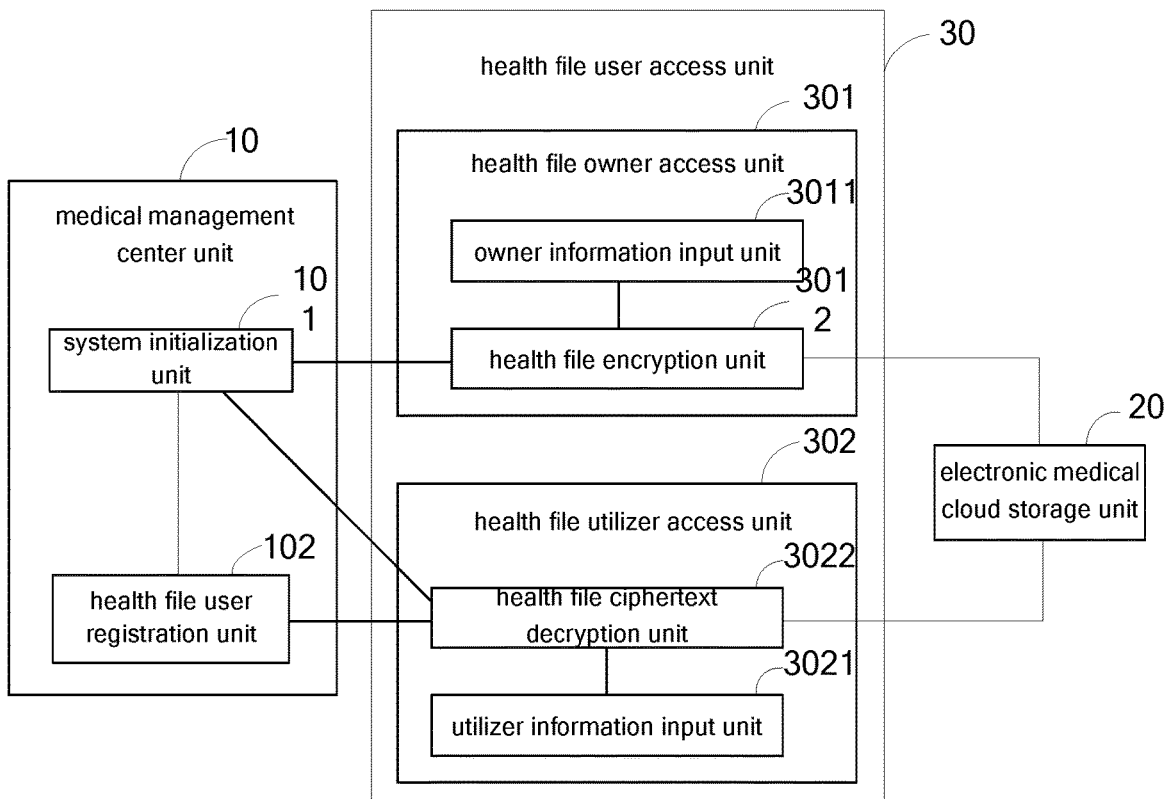 30
health file user access unit
301
10
health file owner access unit
3011
medical management
center unit
owner information input unit
10
1
301
2
system initialization
unit
health file encryption unit
20
302
electronic medical
cloud storage unit
health file utilizer access unit
102
3022
health file user
registration unit
health file ciphertext
decryption unit
3021
utilizer information input unit